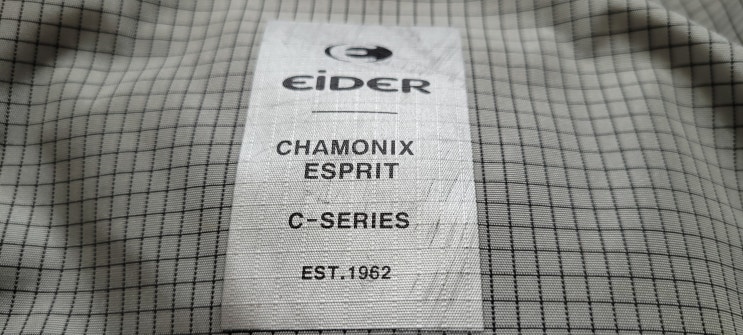 EiDER
CHAMONIX
ESPRIT
C-SERIES
EST.1962